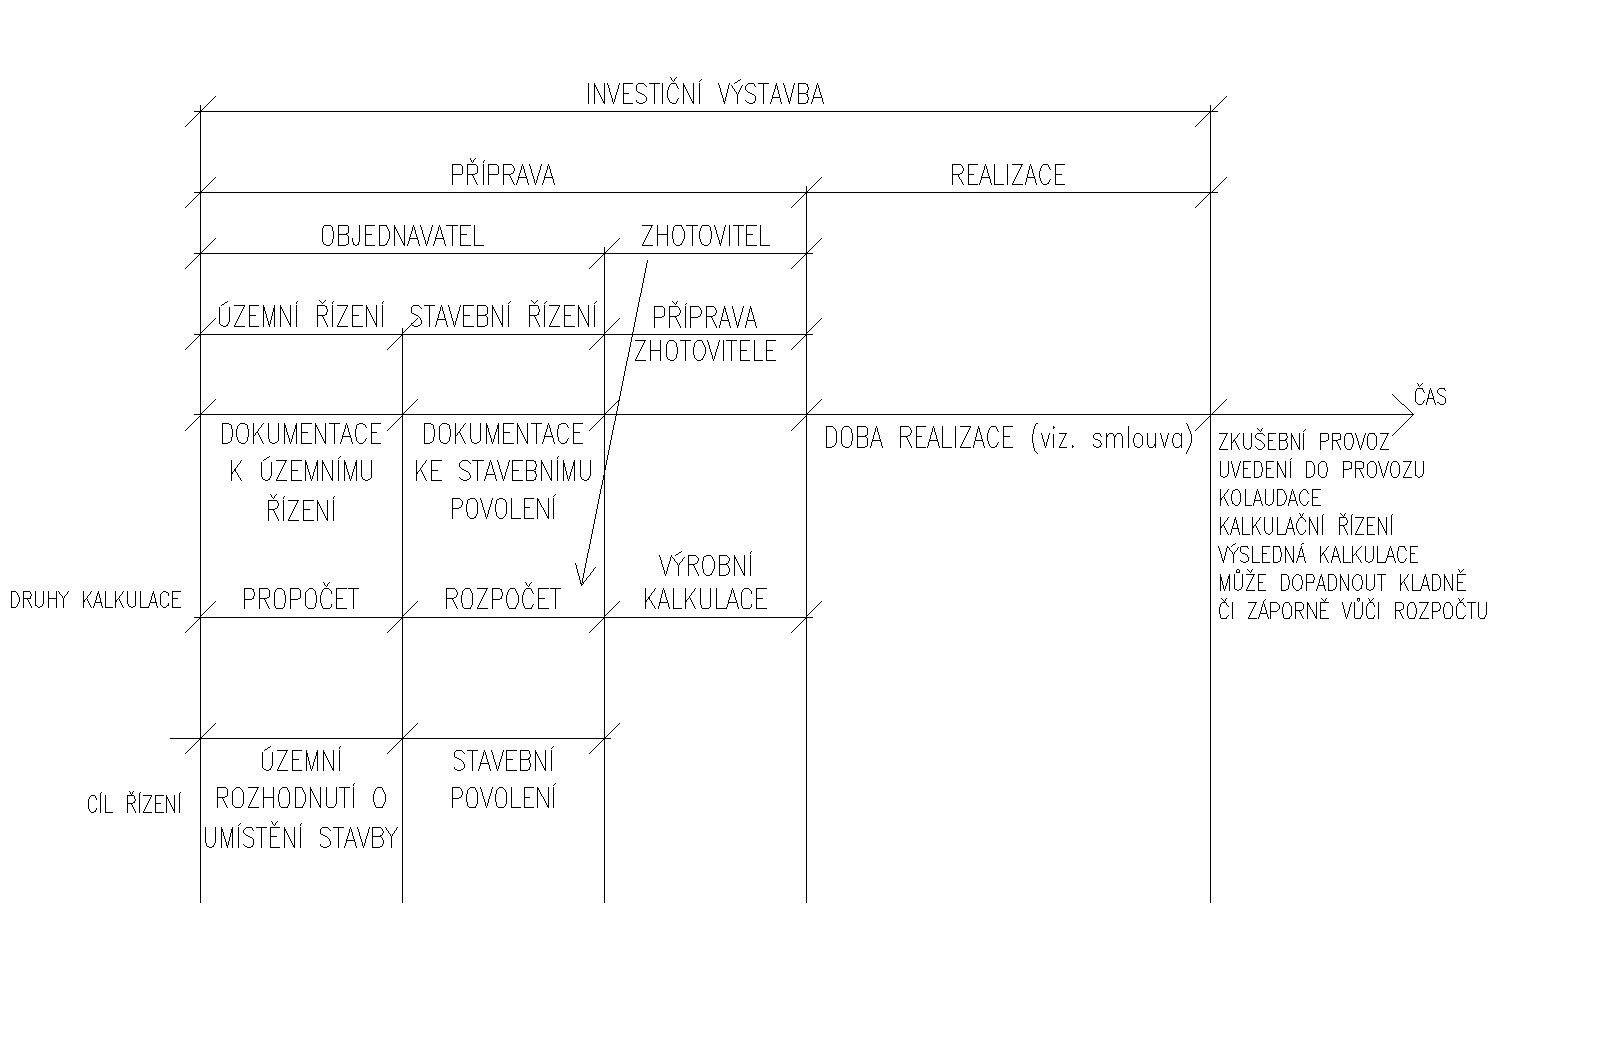 INVESTIČNÍ VÝSTAVBA
PŘÍPRAVA
REALIZACE
OBJEDNAVATEL
ZHOTOVITEL
ÚZEMNÍ ŘÍZENÍ
STAVEBNÍ ŘÍZENÍ
PŘÍPRAVA
ZHOTOVITELE
ČAS
DOKUMENTACE
K ÚZEMNÍMU
ŘÍZENÍ
DOKUMENTACE
KE STAVEBNÍMU
POVOLENÍ
DOBA REALIZACE (viz. smlouva)
ZKUŠEBNÍ PROVOZ
UVEDENÍ DO PROVOZU
KOLAUDACE
KALKULAČNÍ ŘÍZENÍ
VÝSLEDNÁ KALKULACE
MŮŽE DOPADNOUT KLADNĚ
ČI ZÁPORNĚ VŮČI ROZPOČTU
DRUHY KALKULACE
PROPOČET
ROZPOČET
VÝROBNÍ
KALKULACE
CÍL ŘÍZENÍ
ÚZEMNÍ
ROZHODNUTÍ O
UMÍSTĚNÍ STAVBY
STAVEBNÍ
POVOLENÍ